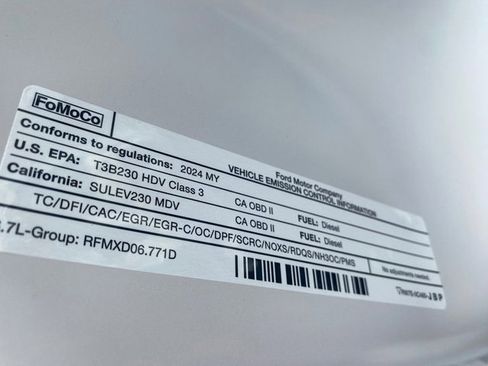 FoMoCo
Ford Motor Company
VEHICLE EMISSION CONTROL INFORMATION
Conforms to regulations: 2024 MY
U.S. EPA: T3B230 HDV Class 3 CA OBD II FUEL: Diesel
California: SULEV230 MDV CA OBD II FUEL: Diesel
TC/DFI/CAC/EGR/EGR-C/OC/DPF/SCRC/NOXS/RDQS/NH3OC/PMS
No adjustments needed.
.7L-Group: RFMXD06.771D
JBP